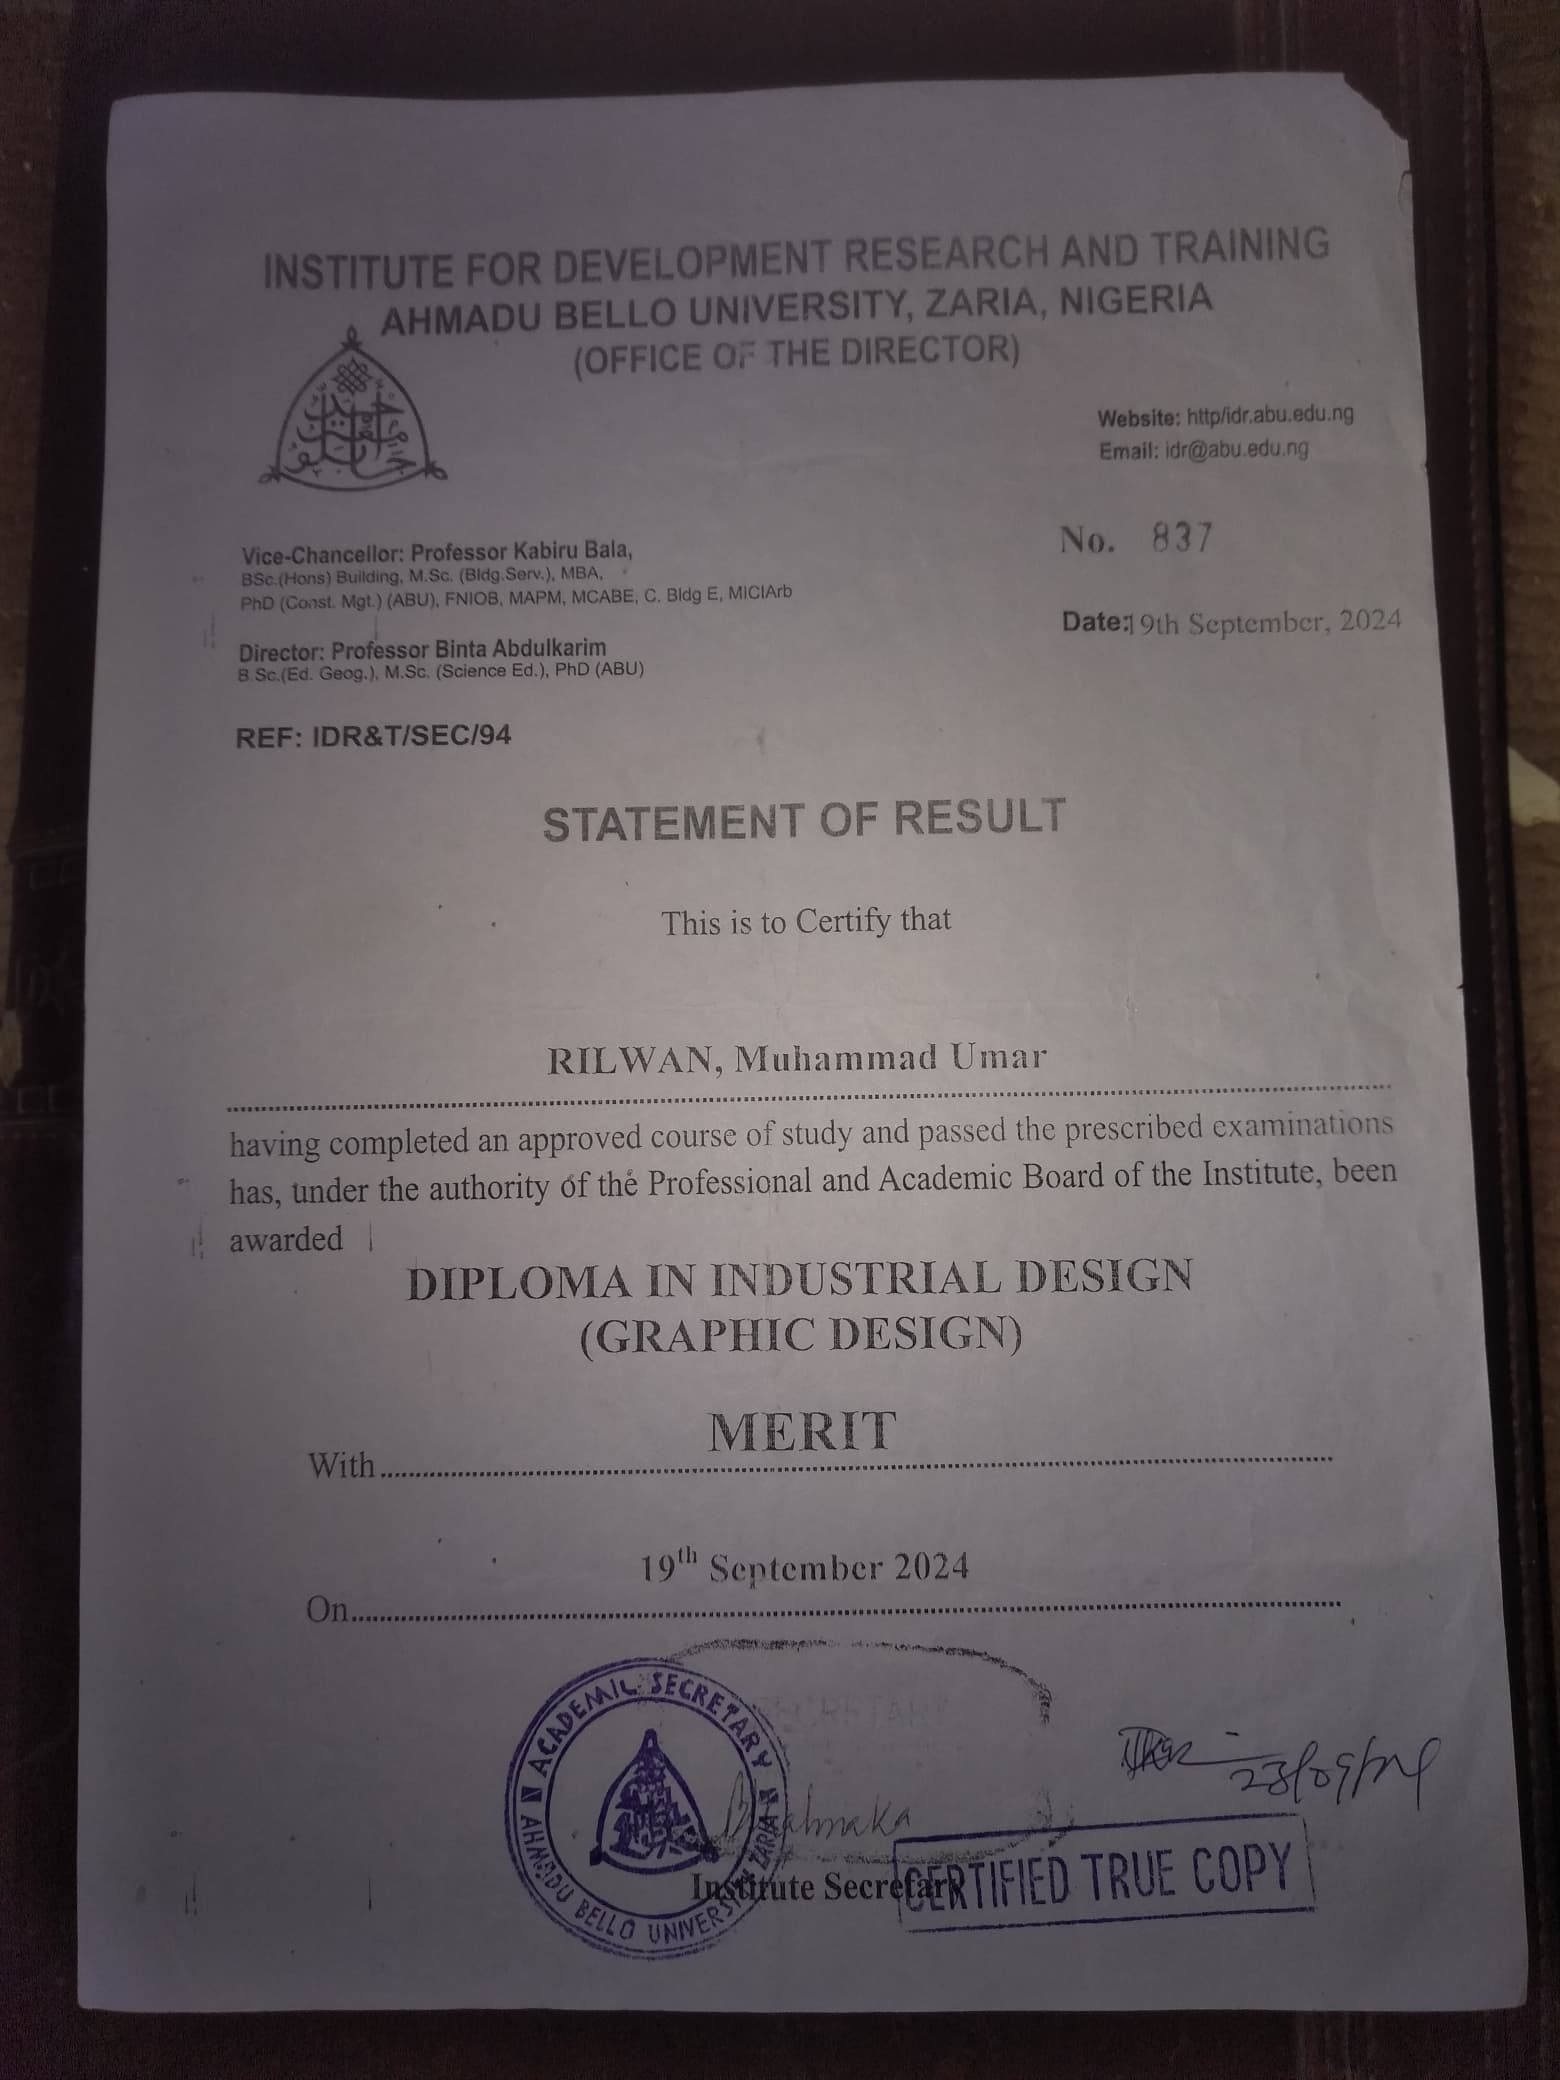 INSTITUTE FOR DEVELOPMENT RESEARCH AND TRAINING
AHMADU BELLO UNIVERSITY, ZARIA, NIGERIA
(OFFICE OF THE DIRECTOR)
Website: http/idr.abu.edu.ng
Email: idr@abu.edu.ng
No. 837
Vice-Chancellor: Professor Kabiru Bala,
BSc.(Hons) Building, M.Sc. (Bldg.Serv.), MBA,
PhD (Const. Mgt.) (ABU), FNIOB, MAPM, MCABE, C. Bldg E, MICIArb
Date:19th September, 2024
Director: Professor Binta Abdulkarim
B.Sc.(Ed. Geog.), M.Sc. (Science Ed.), PhD (ABU)
REF: IDR&T/SEC/94
STATEMENT OF RESULT
This is to Certify that
RILWAN, Muhammad Umar
having completed an approved course of study and passed the prescribed examinations
has, under the authority of the Professional and Academic Board of the Institute, been
awarded
DIPLOMA IN INDUSTRIAL DESIGN
(GRAPHIC DESIGN)
With MERIT
On 19th September 2024
ACADEMIC SECRETARY
AHMADU BELLO UNIVERSITY ZARIA
SECRETARY
23/09/24
Institute Secretary
CERTIFIED TRUE COPY